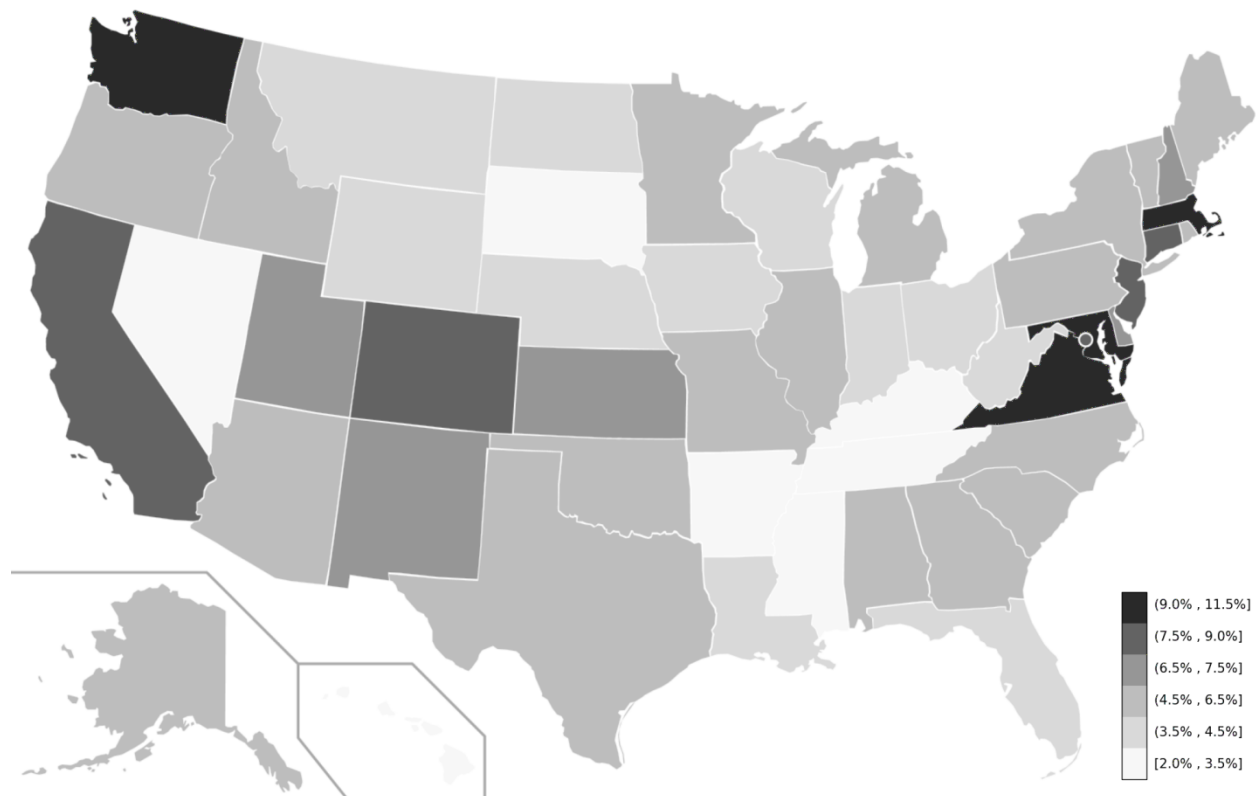 (9.0% , 11.5%]
(7.5% , 9.0%]
(6.5% , 7.5%]
(4.5% , 6.5%]
(3.5% , 4.5%]
[2.0% , 3.5%]